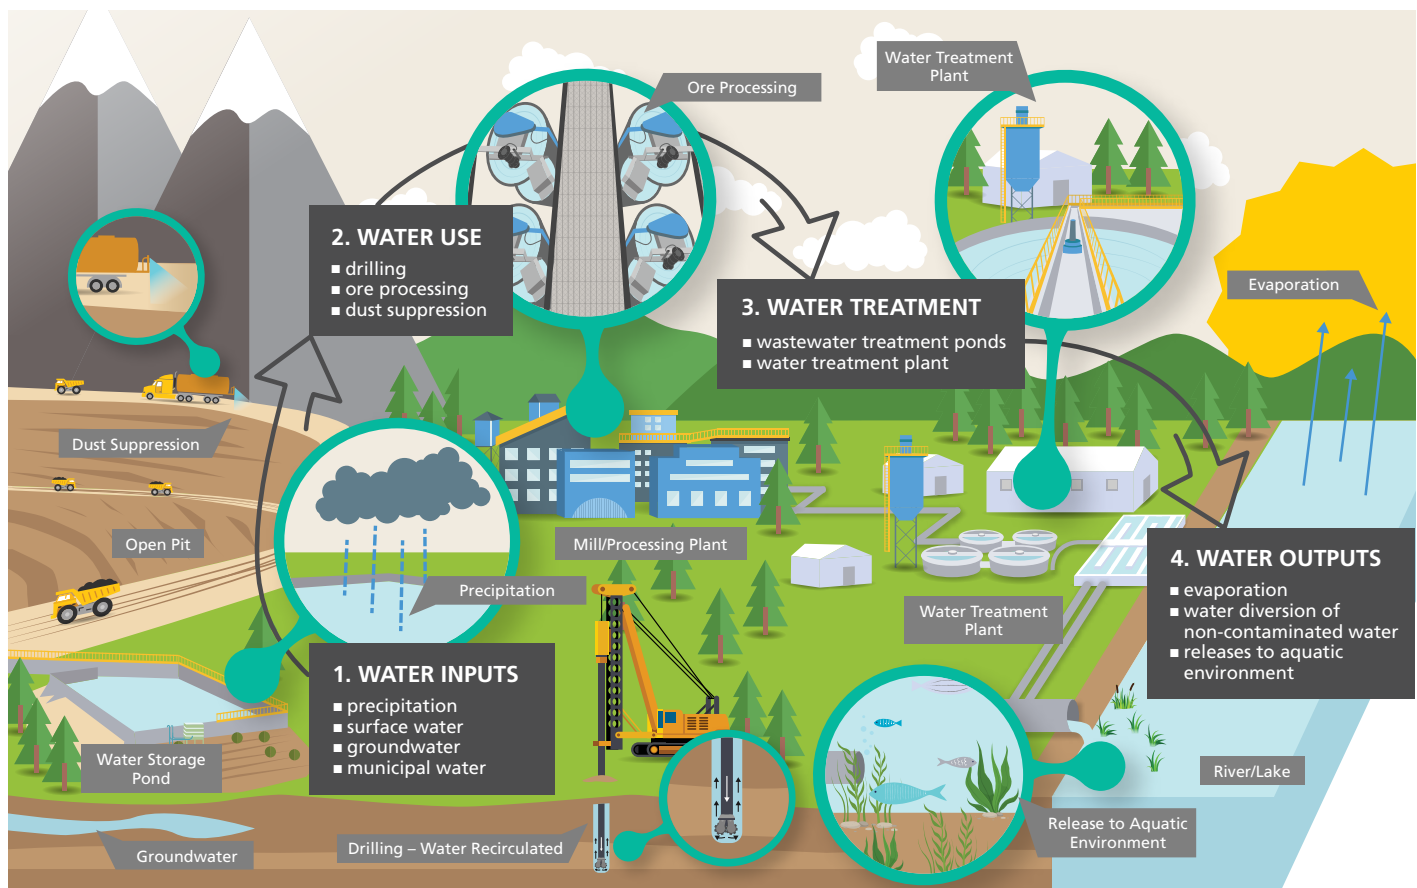 Water Treatment
Plant
Ore Processing
2. WATER USE
▪ drilling
▪ ore processing
▪ dust suppression
Evaporation
3. WATER TREATMENT
▪ wastewater treatment ponds
▪ water treatment plant
Dust Suppression
Open Pit
Mill/Processing Plant
Precipitation
4. WATER OUTPUTS
▪ evaporation
▪ water diversion of
non-contaminated water
▪ releases to aquatic
environment
Water Treatment
Plant
1. WATER INPUTS
▪ precipitation
▪ surface water
▪ groundwater
▪ municipal water
Water Storage
Pond
River/Lake
Release to Aquatic
Environment
Drilling – Water Recirculated
Groundwater